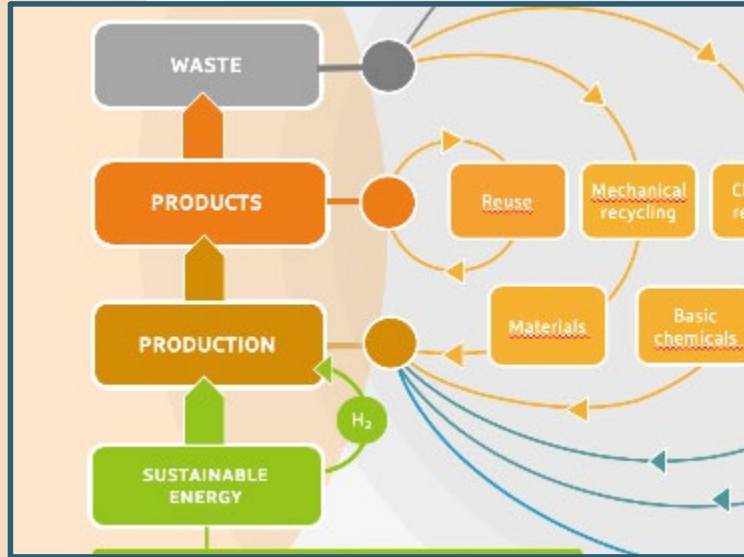 WASTE
PRODUCTS
Reuse
Mechanical
recycling
PRODUCTION
Materials
Basic
chemicals
H₂
SUSTAINABLE
ENERGY